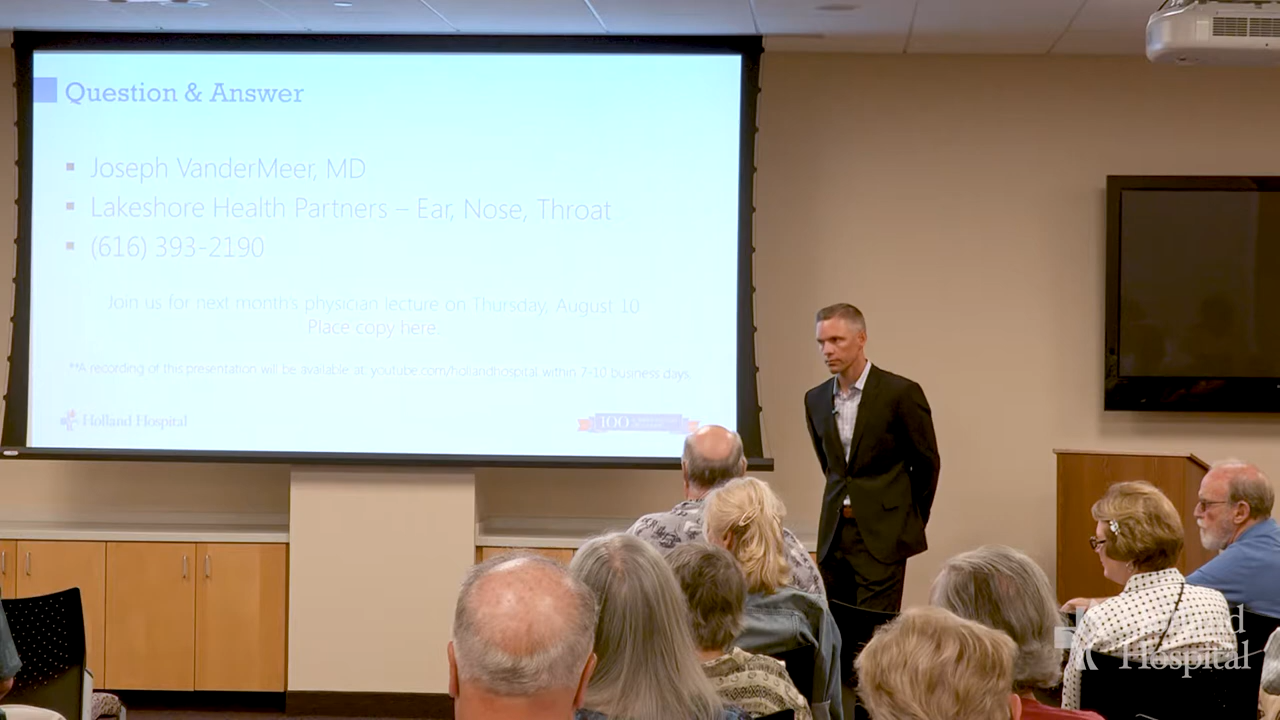 Question & Answer
Joseph VanderMeer, MD
Lakeshore Health Partners – Ear, Nose, Throat
(616) 393-2190
Join us for next month's physician lecture on Thursday, August 10
Place copy here.
**A recording of this presentation will be available at: youtube.com/hollandhospital within 7-10 business days.
Holland Hospital
100
Hospital